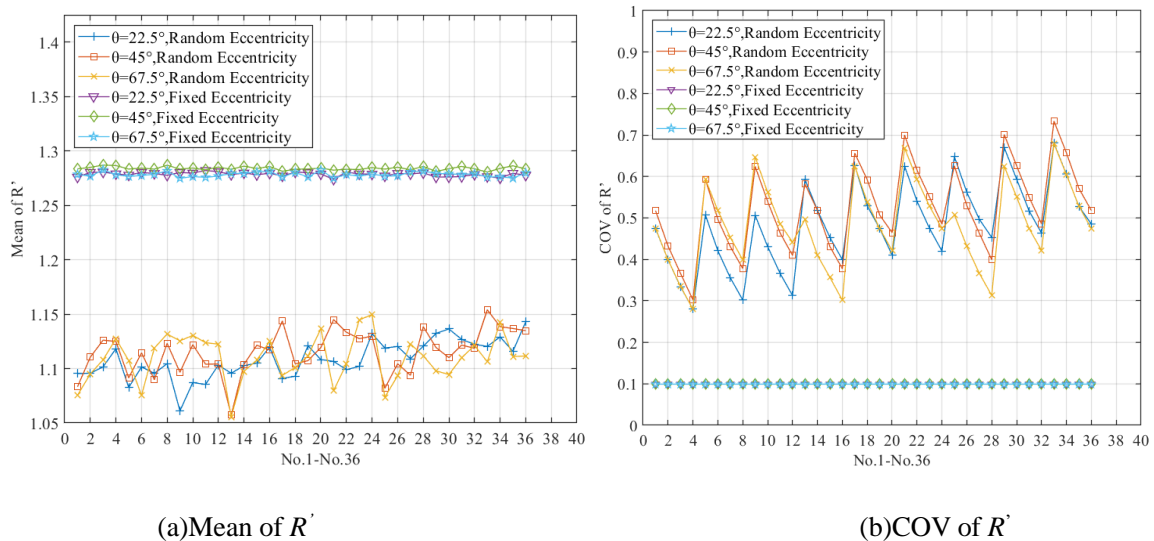 1.4
1.35
1.3
1.25
1.2
1.15
1.1
1.05
Mean of R’
θ=22.5°,Random Eccentricity
θ=45°,Random Eccentricity
θ=67.5°,Random Eccentricity
θ=22.5°,Fixed Eccentricity
θ=45°,Fixed Eccentricity
θ=67.5°,Fixed Eccentricity
0 2 4 6 8 10 12 14 16 18 20 22 24 26 28 30 32 34 36 38 40
No.1-No.36
(a)Mean of R’
1
0.9
0.8
0.7
0.6
0.5
0.4
0.3
0.2
0.1
0
COV of R’
θ=22.5°,Random Eccentricity
θ=45°,Random Eccentricity
θ=67.5°,Random Eccentricity
θ=22.5°,Fixed Eccentricity
θ=45°,Fixed Eccentricity
θ=67.5°,Fixed Eccentricity
0 2 4 6 8 10 12 14 16 18 20 22 24 26 28 30 32 34 36 38 40
No.1-No.36
(b)COV of R’